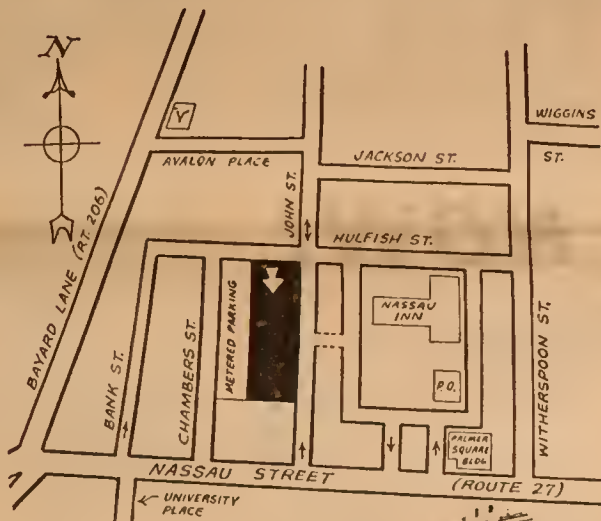 N
Y
WIGGINS
ST.
AVALON PLACE
JACKSON ST.
JOHN ST.
HULFISH ST.
BAYARD LANE (RT. 206)
METERED PARKING
NASSAU
INN
P.O.
BANK ST.
CHAMBERS ST.
WITHERSPOON ST.
PALMER
SQUARE
BLDG
NASSAU STREET
(ROUTE 27)
UNIVERSITY
PLACE